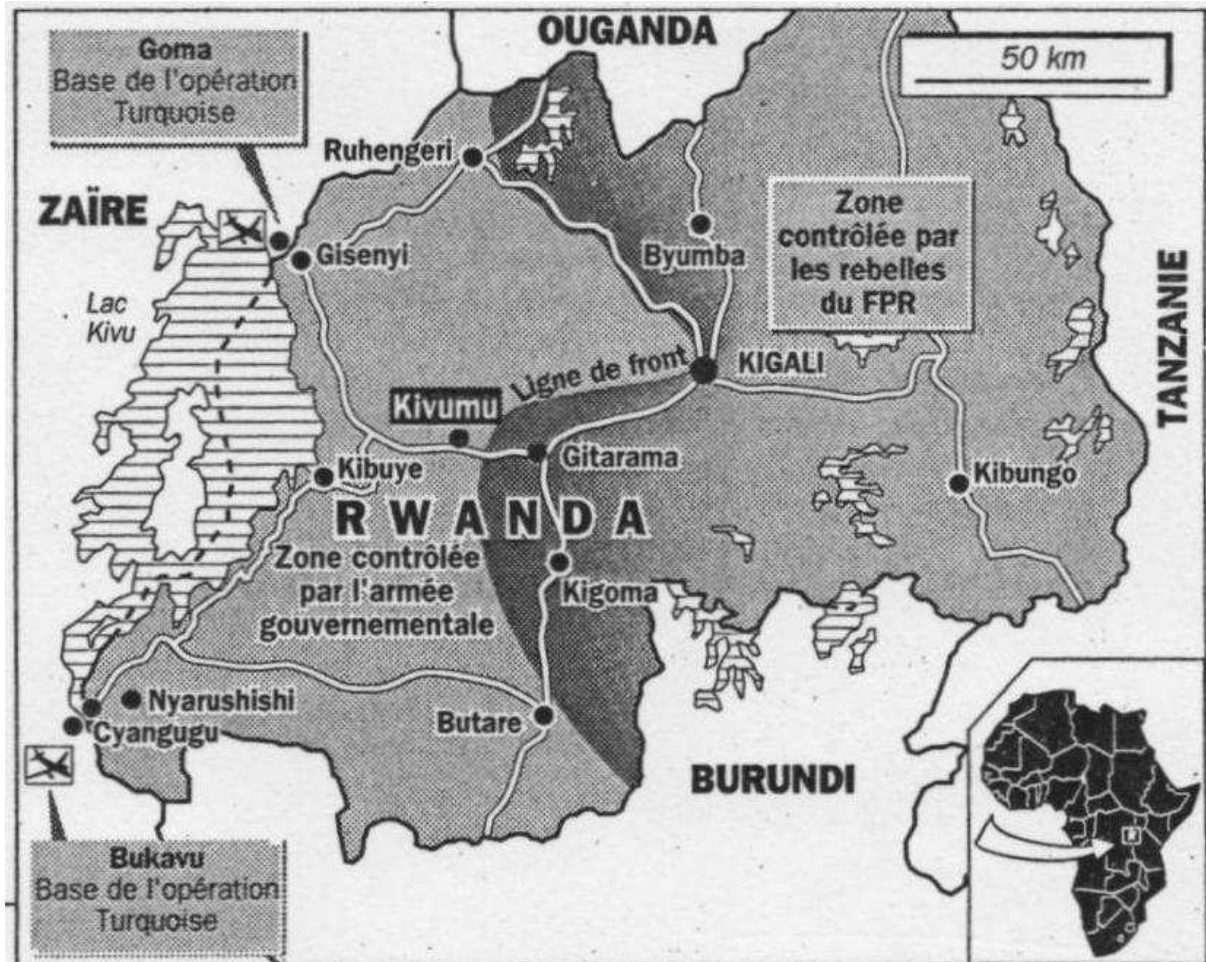 OUGANDA
Goma
Base de l'opération
Turquoise
50 km
Ruhengeri
ZAÏRE
Zone
contrôlée par
les rebelles
du FPR
Byumba
Gisenyi
TANZANIE
Lac
Kivu
Ligne de front
KIGALI
Kivumu
Gitarama
Kibuye
Kibungo
RWANDA
Zone contrôlée
par l'armée
gouvernementale
Kigoma
Nyarushishi
Cyangugu
Butare
BURUNDI
Bukavu
Base de l'opération
Turquoise
R